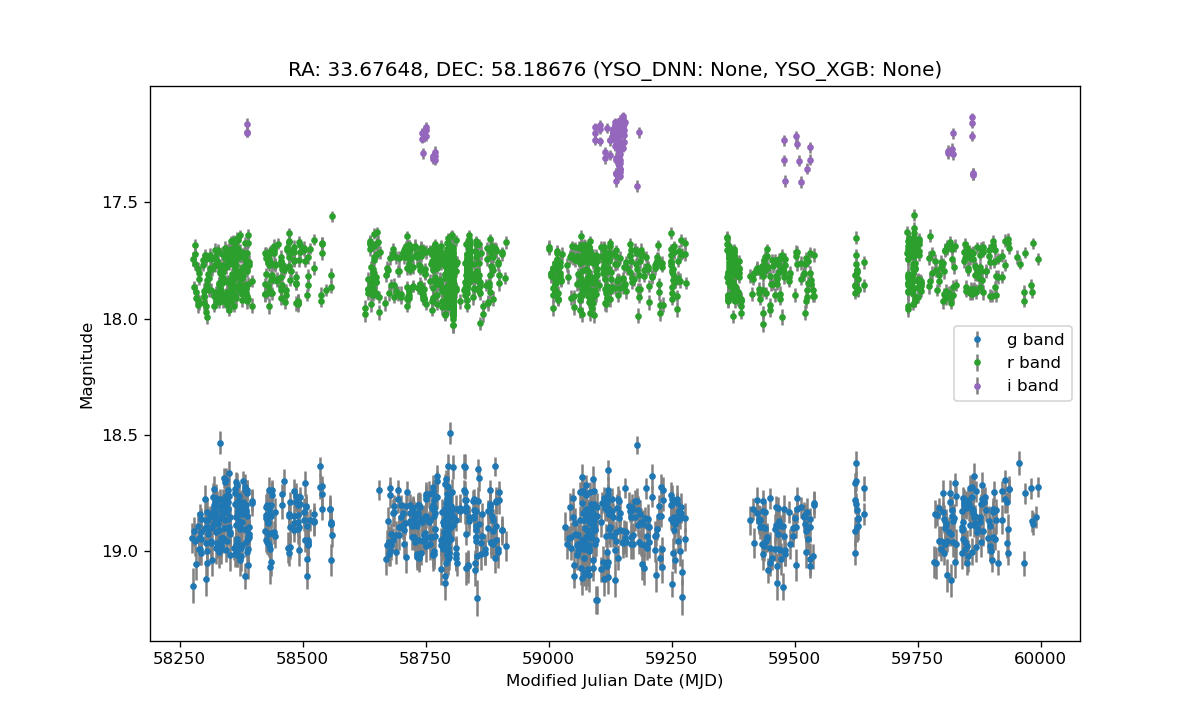 RA: 33.67648, DEC: 58.18676 (YSO_DNN: None, YSO_XGB: None)
17.5
18.0
18.5
19.0
Magnitude
g band
r band
i band
58250 58500 58750 59000 59250 59500 59750 60000
Modified Julian Date (MJD)